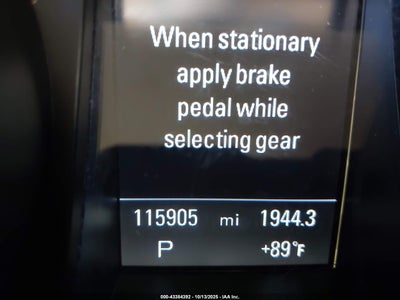 When stationary
apply brake
pedal while
selecting gear
115905 mi 1944.3
P +89°F
000-43384392 - 10/13/2025 - IAA Inc.